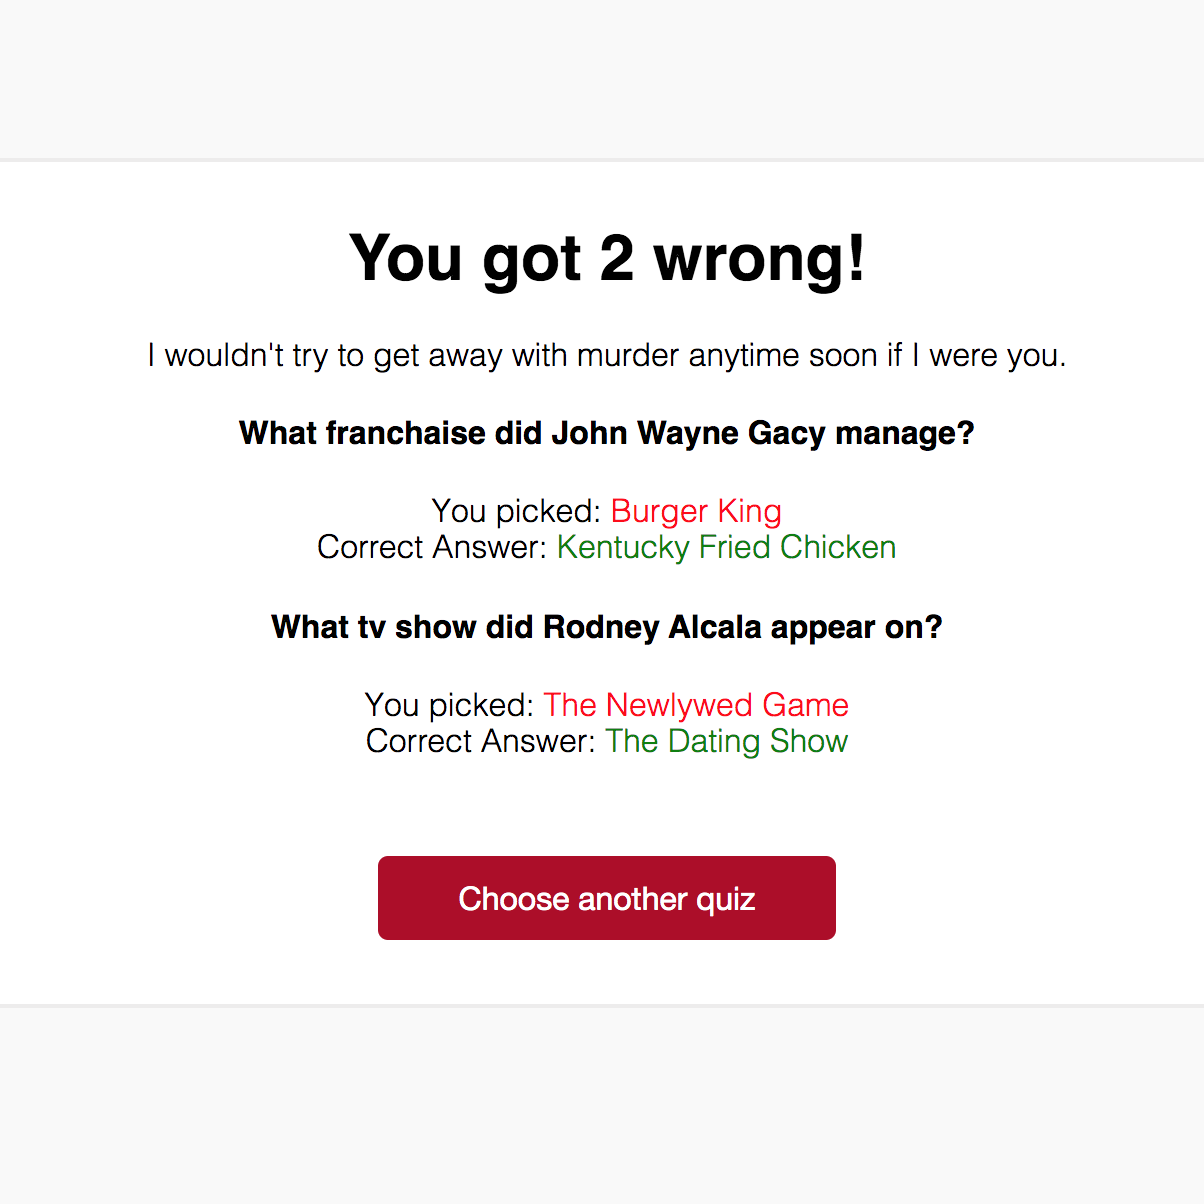 You got 2 wrong!
I wouldn't try to get away with murder anytime soon if I were you.
What franchaise did John Wayne Gacy manage?
You picked: Burger King
Correct Answer: Kentucky Fried Chicken
What tv show did Rodney Alcala appear on?
You picked: The Newlywed Game
Correct Answer: The Dating Show
Choose another quiz